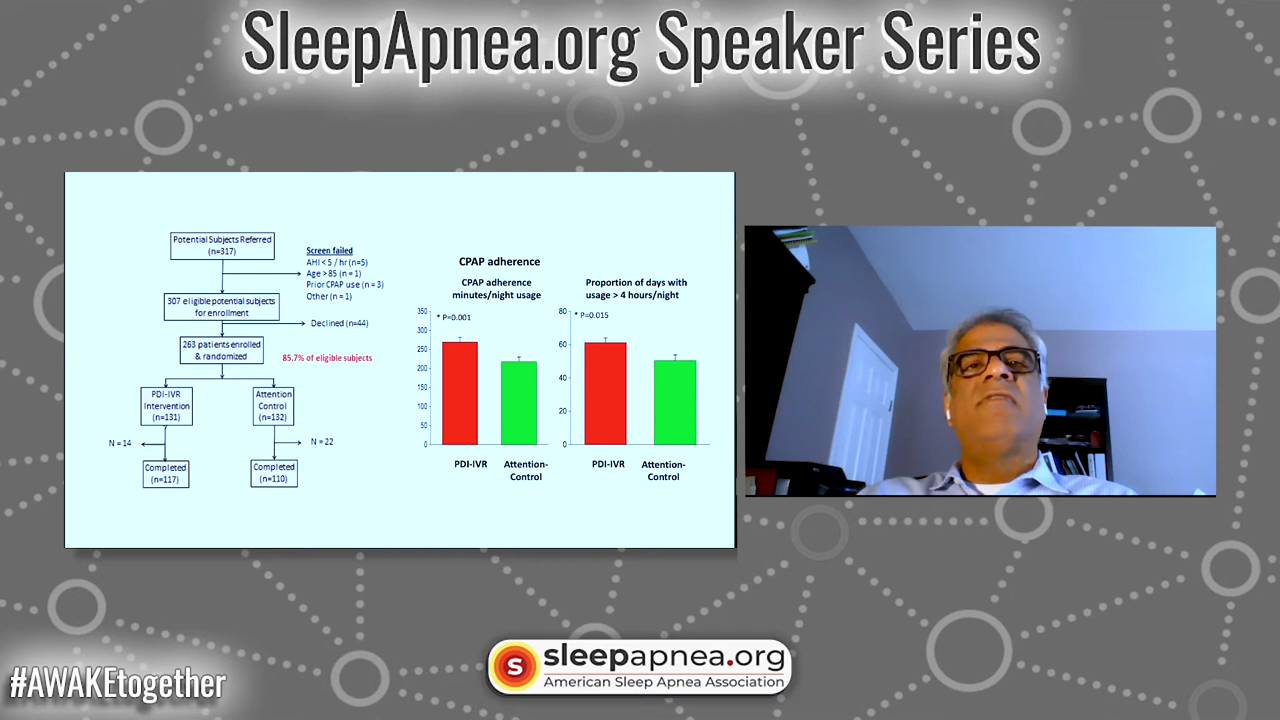 SleepApnea.org Speaker Series
Potential Subjects Referred
(n=317)
Screen failed
AHI < 5 / hr (n=5)
Age > 85 (n = 1)
Prior CPAP use (n = 3)
Other (n = 1)
307 eligible potential subjects
for enrollment
Declined (n=44)
263 patients enrolled
& randomized
85.7% of eligible subjects
PDI-IVR
Intervention
(n=131)
Attention
Control
(n=132)
N = 14
N = 22
Completed
(n=117)
Completed
(n=110)
CPAP adherence
CPAP adherence
minutes/night usage
* P=0.001
350
300
250
200
150
100
50
0
PDI-IVR
Attention-
Control
Proportion of days with
usage > 4 hours/night
* P=0.015
80
60
40
20
0
PDI-IVR
Attention-
Control
#AWAKEtogether
S
sleepapnea.org
American Sleep Apnea Association